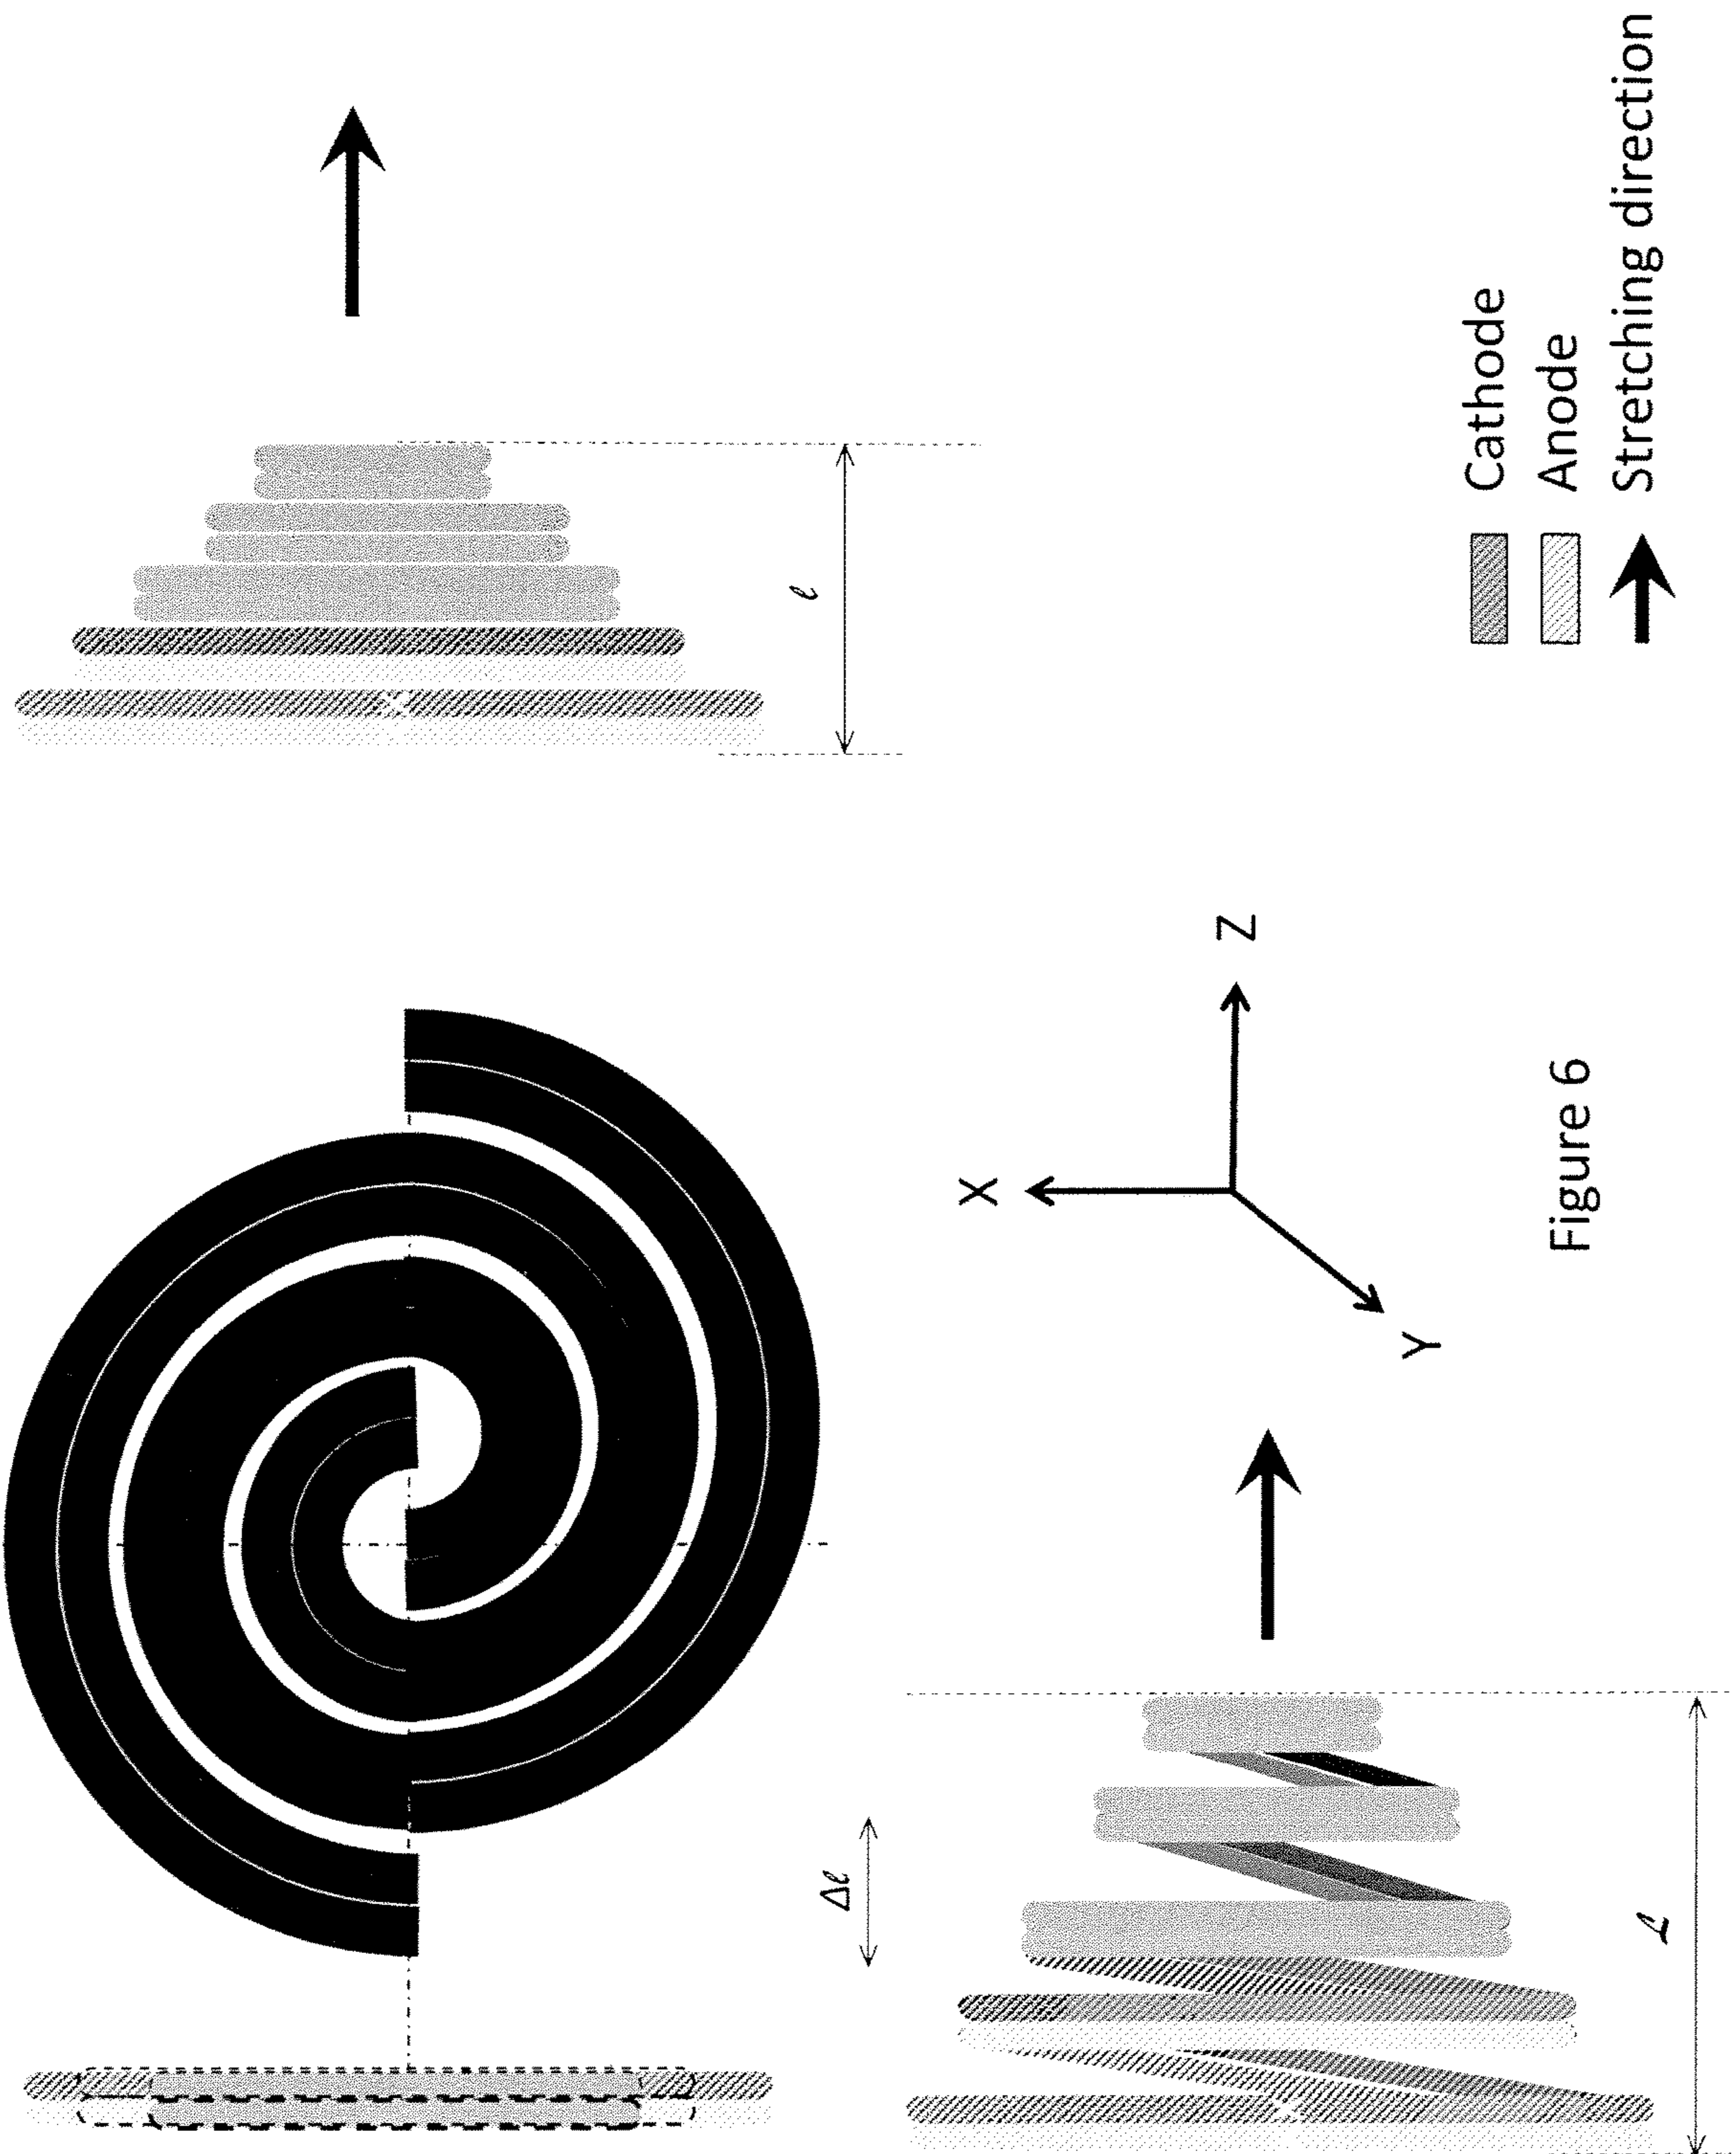 ℓ
Cathode
Anode
Stretching direction
X
Z
Y
Δℓ
ℒ
Figure 6